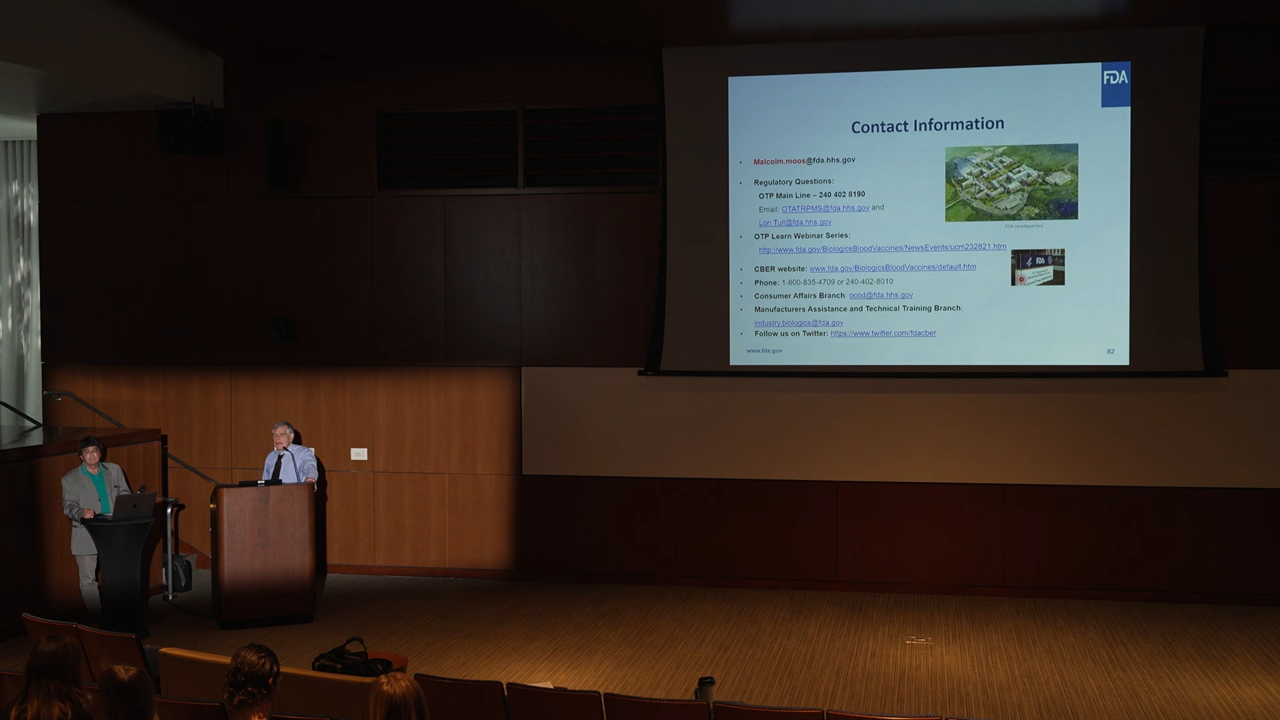 FDA
Contact Information
• Malcolm.moos@fda.hhs.gov
• Regulatory Questions:
OTP Main Line – 240 402 8190
Email: OTATRPMS@fda.hhs.gov and
Lori.Tull@fda.hhs.gov
• OTP Learn Webinar Series:
http://www.fda.gov/BiologicsBloodVaccines/NewsEvents/ucm232821.htm
• CBER website: www.fda.gov/BiologicsBloodVaccines/default.htm
• Phone: 1-800-835-4709 or 240-402-8010
• Consumer Affairs Branch: ocod@fda.hhs.gov
• Manufacturers Assistance and Technical Training Branch:
industry.biologics@fda.gov
• Follow us on Twitter: https://www.twitter.com/fdacber
FDA Headquarters
FDA
www.fda.gov
82